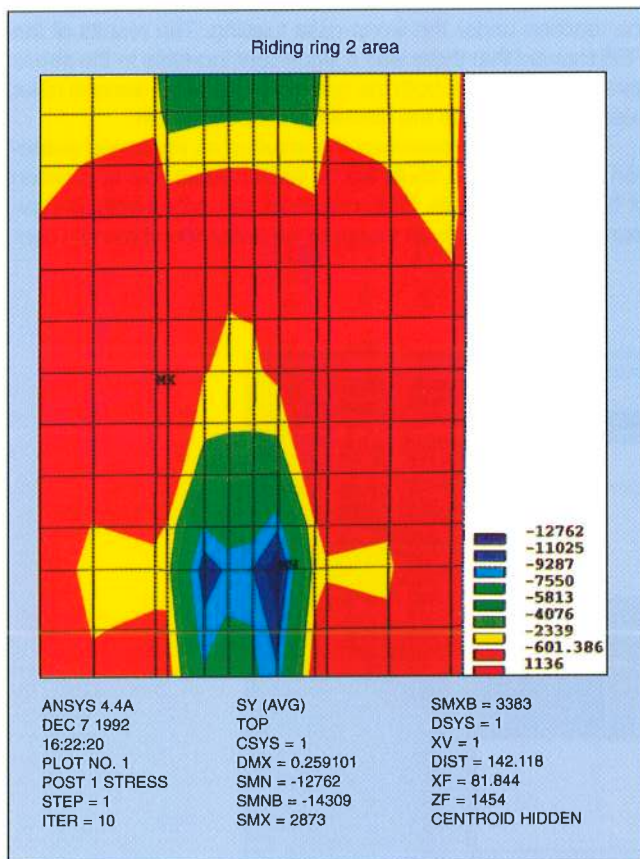 Riding ring 2 area
MX
MN
-12762
-11025
-9287
-7550
-5813
-4076
-2339
-601.386
1136
ANSYS 4.4A
DEC 7 1992
16:22:20
PLOT NO. 1
POST 1 STRESS
STEP = 1
ITER = 10
SY (AVG)
TOP
CSYS = 1
DMX = 0.259101
SMN = -12762
SMNB = -14309
SMX = 2873
SMXB = 3383
DSYS = 1
XV = 1
DIST = 142.118
XF = 81.844
ZF = 1454
CENTROID HIDDEN